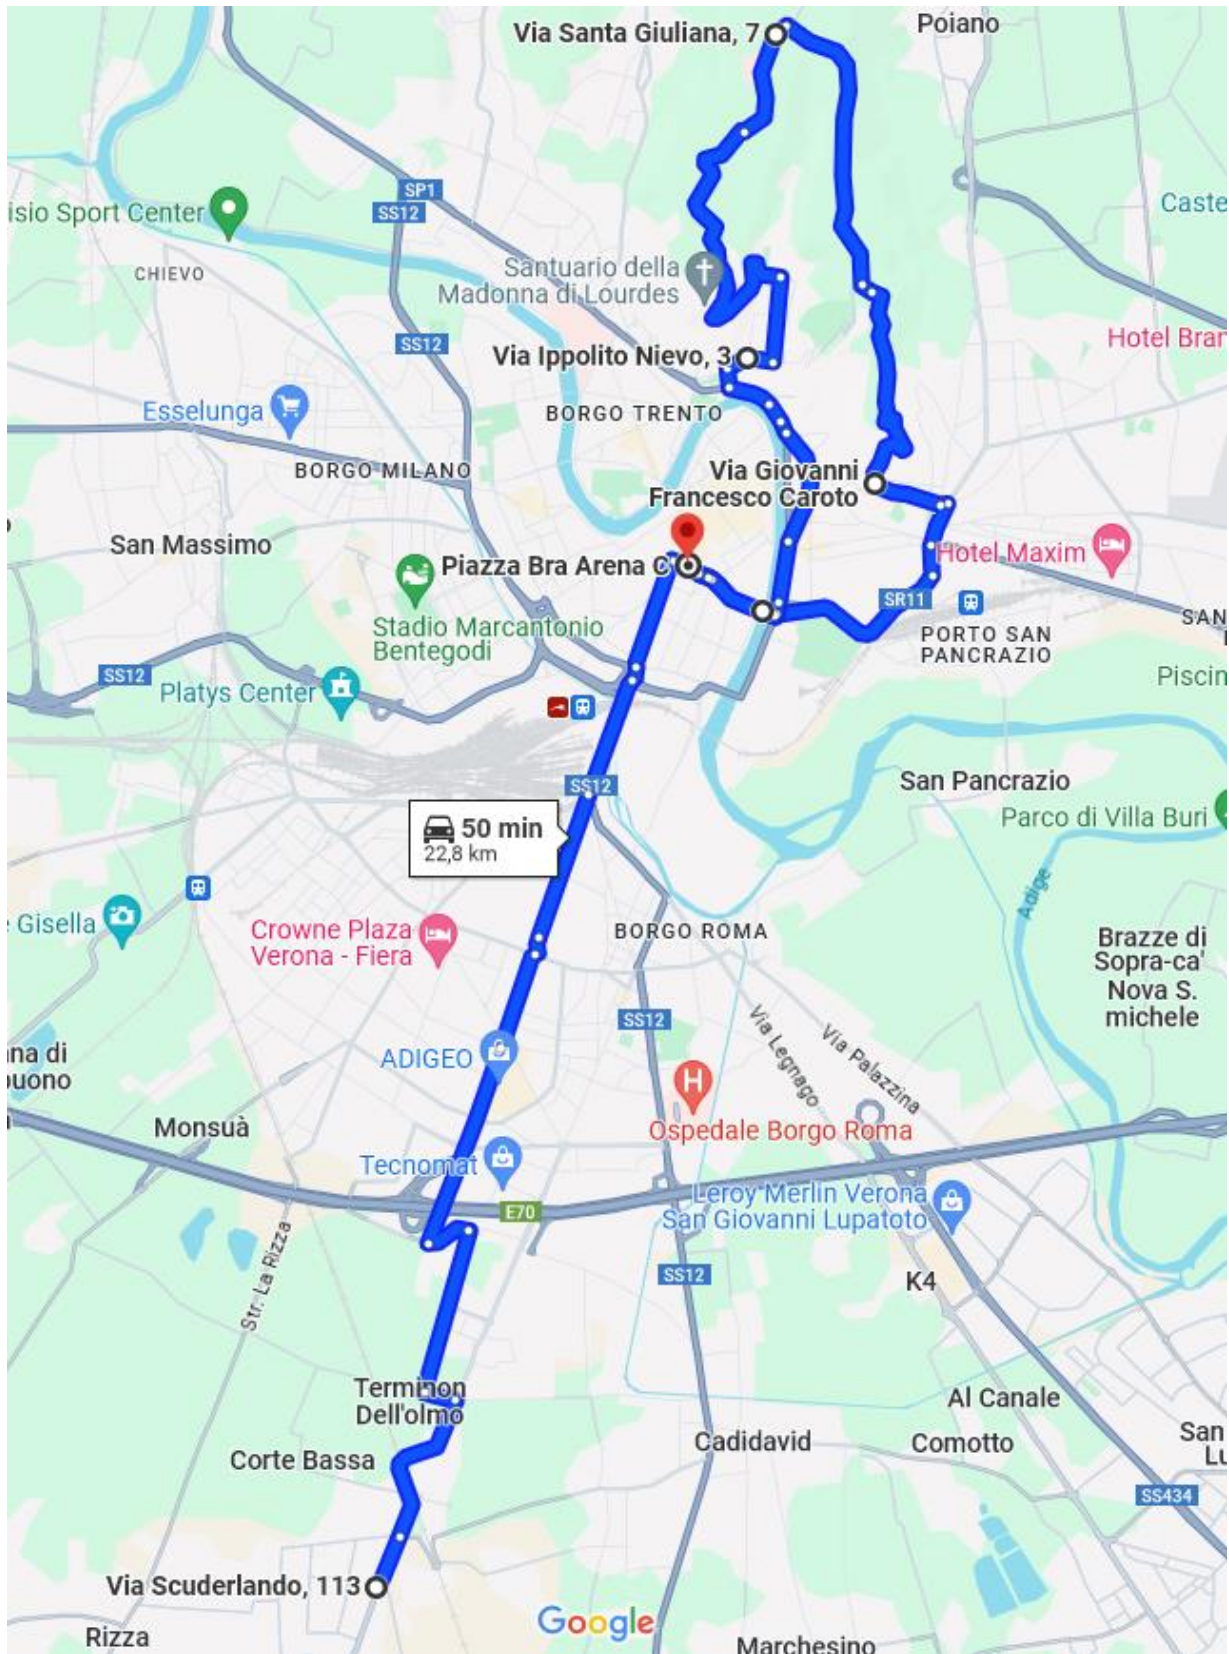 Via Santa Giuliana, 7
Poiano
SP1
SS12
isio Sport Center
Caste
CHIEVO
Santuario della
Madonna di Lourdes
Hotel Bran
SS12
Via Ippolito Nievo, 3
Esselunga
BORGO TRENTO
BORGO MILANO
Via Giovanni
Francesco Caroto
San Massimo
Piazza Bra Arena C
Hotel Maxim
SR11
SAN
Stadio Marcantonio
Bentegodi
PORTO SAN
PANCRAZIO
SS12
Platys Center
Piscin
SS12
San Pancrazio
50 min
22,8 km
Parco di Villa Buri
Adige
e Gisella
Crowne Plaza
Verona - Fiera
BORGO ROMA
Brazze di
Sopra-ca'
Nova S.
michele
SS12
Via Legnago
Via Palazzina
ana di
ouono
ADIGEO
H
Monsuà
Ospedale Borgo Roma
Tecnomat
E70
Leroy Merlin Verona
San Giovanni Lupatoto
Str. La Rizza
SS12
K4
Terminon
Dell'olmo
Al Canale
Corte Bassa
Cadidavid
Comotto
San
Lu
SS434
Via Scuderlando, 113
Google
Rizza
Marchesino